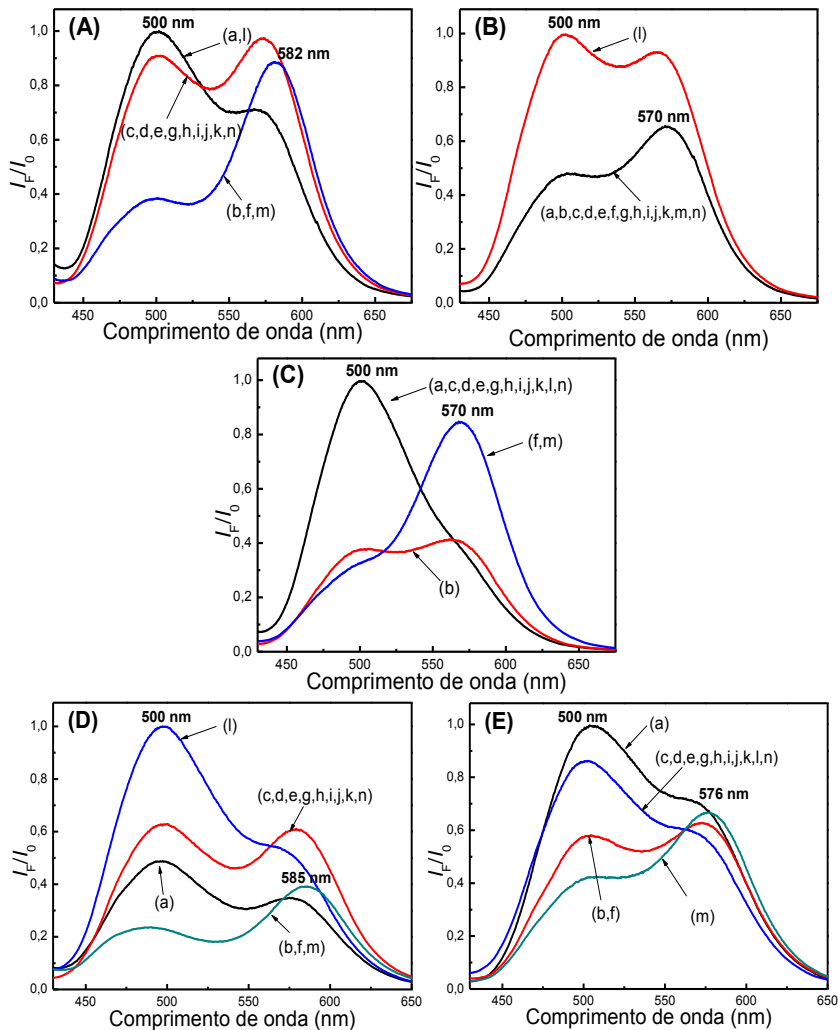 (A)
500 nm
(a,l)
582 nm
(c,d,e,g,h,i,j,k,n)
(b,f,m)
1,0
0,8
0,6
0,4
0,2
0,0
I_F/I_0
450 500 550 600 650
Comprimento de onda (nm)
(B)
500 nm
(l)
570 nm
(a,b,c,d,e,f,g,h,i,j,k,m,n)
1,0
0,8
0,6
0,4
0,2
0,0
I_F/I_0
450 500 550 600 650
Comprimento de onda (nm)
(C)
500 nm
(a,c,d,e,g,h,i,j,k,l,n)
570 nm
(f,m)
(b)
1,0
0,8
0,6
0,4
0,2
0,0
I_F/I_0
450 500 550 600 650
Comprimento de onda (nm)
(D)
500 nm
(l)
(c,d,e,g,h,i,j,k,n)
585 nm
(a)
(b,f,m)
1,0
0,8
0,6
0,4
0,2
0,0
I_F/I_0
450 500 550 600 650
Comprimento de onda (nm)
(E)
500 nm
(a)
(c,d,e,g,h,i,j,k,l,n)
576 nm
(b,f)
(m)
1,0
0,8
0,6
0,4
0,2
0,0
I_F/I_0
450 500 550 600 650
Comprimento de onda (nm)